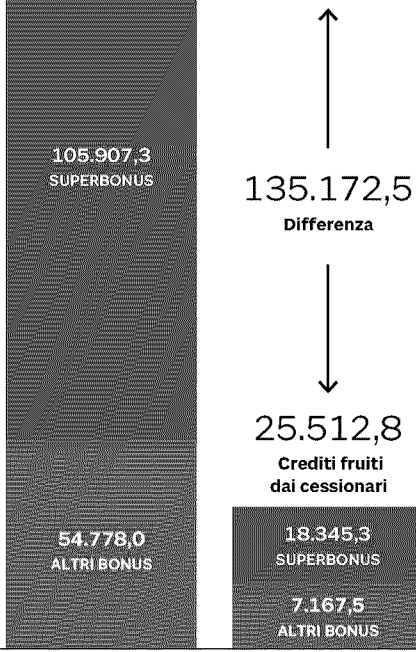 105.907,3
SUPERBONUS
135.172,5
Differenza
25.512,8
Crediti fruiti
dai cessionari
54.778,0
ALTRI BONUS
18.345,3
SUPERBONUS
7.167,5
ALTRI BONUS